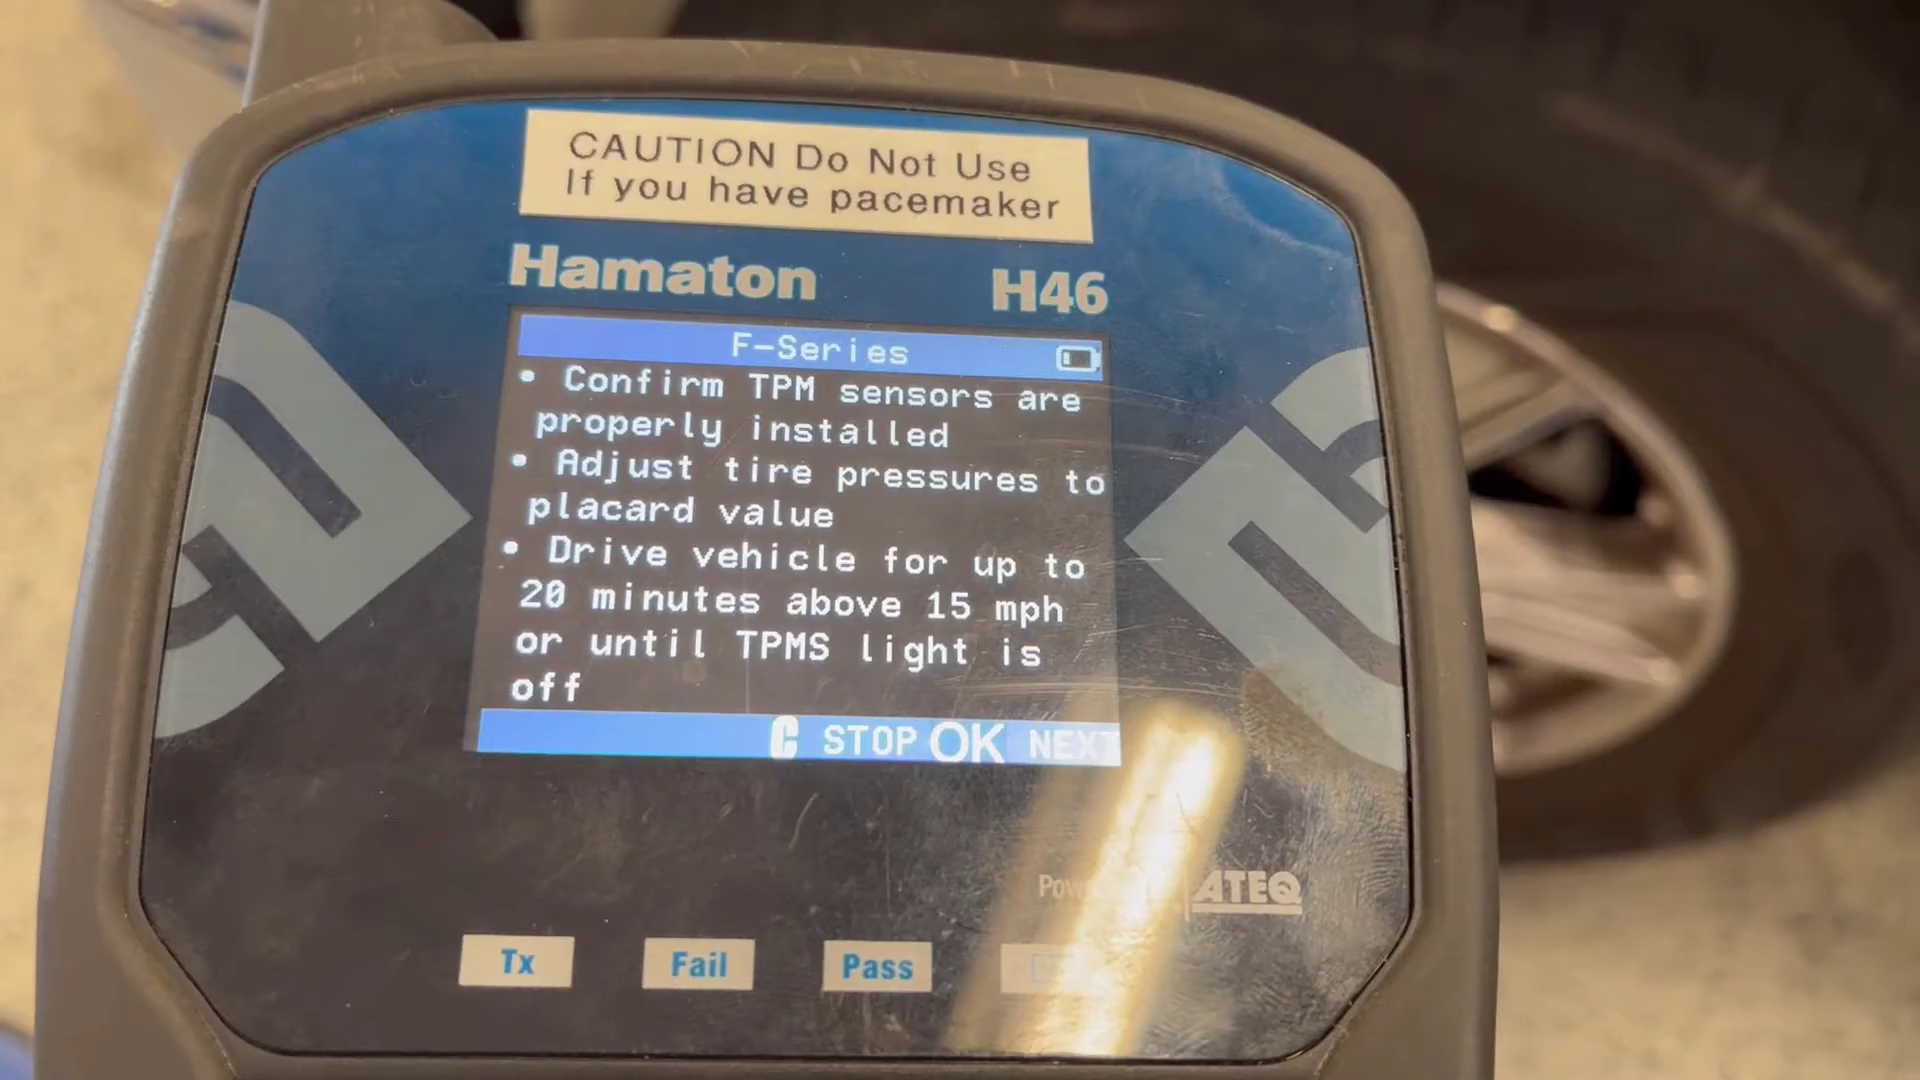 CAUTION Do Not Use
If you have pacemaker
Hamaton H46
F-Series
• Confirm TPM sensors are
properly installed
• Adjust tire pressures to
placard value
• Drive vehicle for up to
20 minutes above 15 mph
or until TPMS light is
off
C STOP OK NEXT
ATEQ
Tx Fail Pass